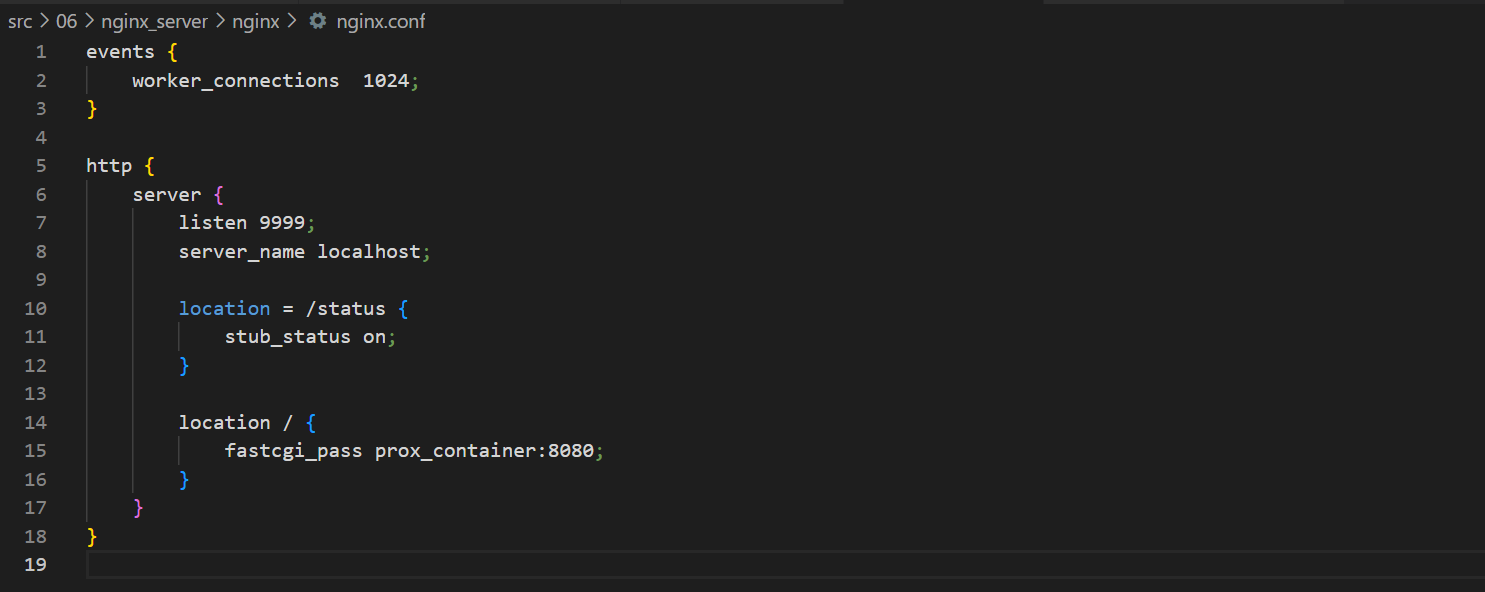 src > 06 > nginx_server > nginx > nginx.conf
1 events {
2     worker_connections  1024;
3 }
4
5 http {
6     server {
7         listen 9999;
8         server_name localhost;
9
10         location = /status {
11             stub_status on;
12         }
13
14         location / {
15             fastcgi_pass prox_container:8080;
16         }
17     }
18 }
19